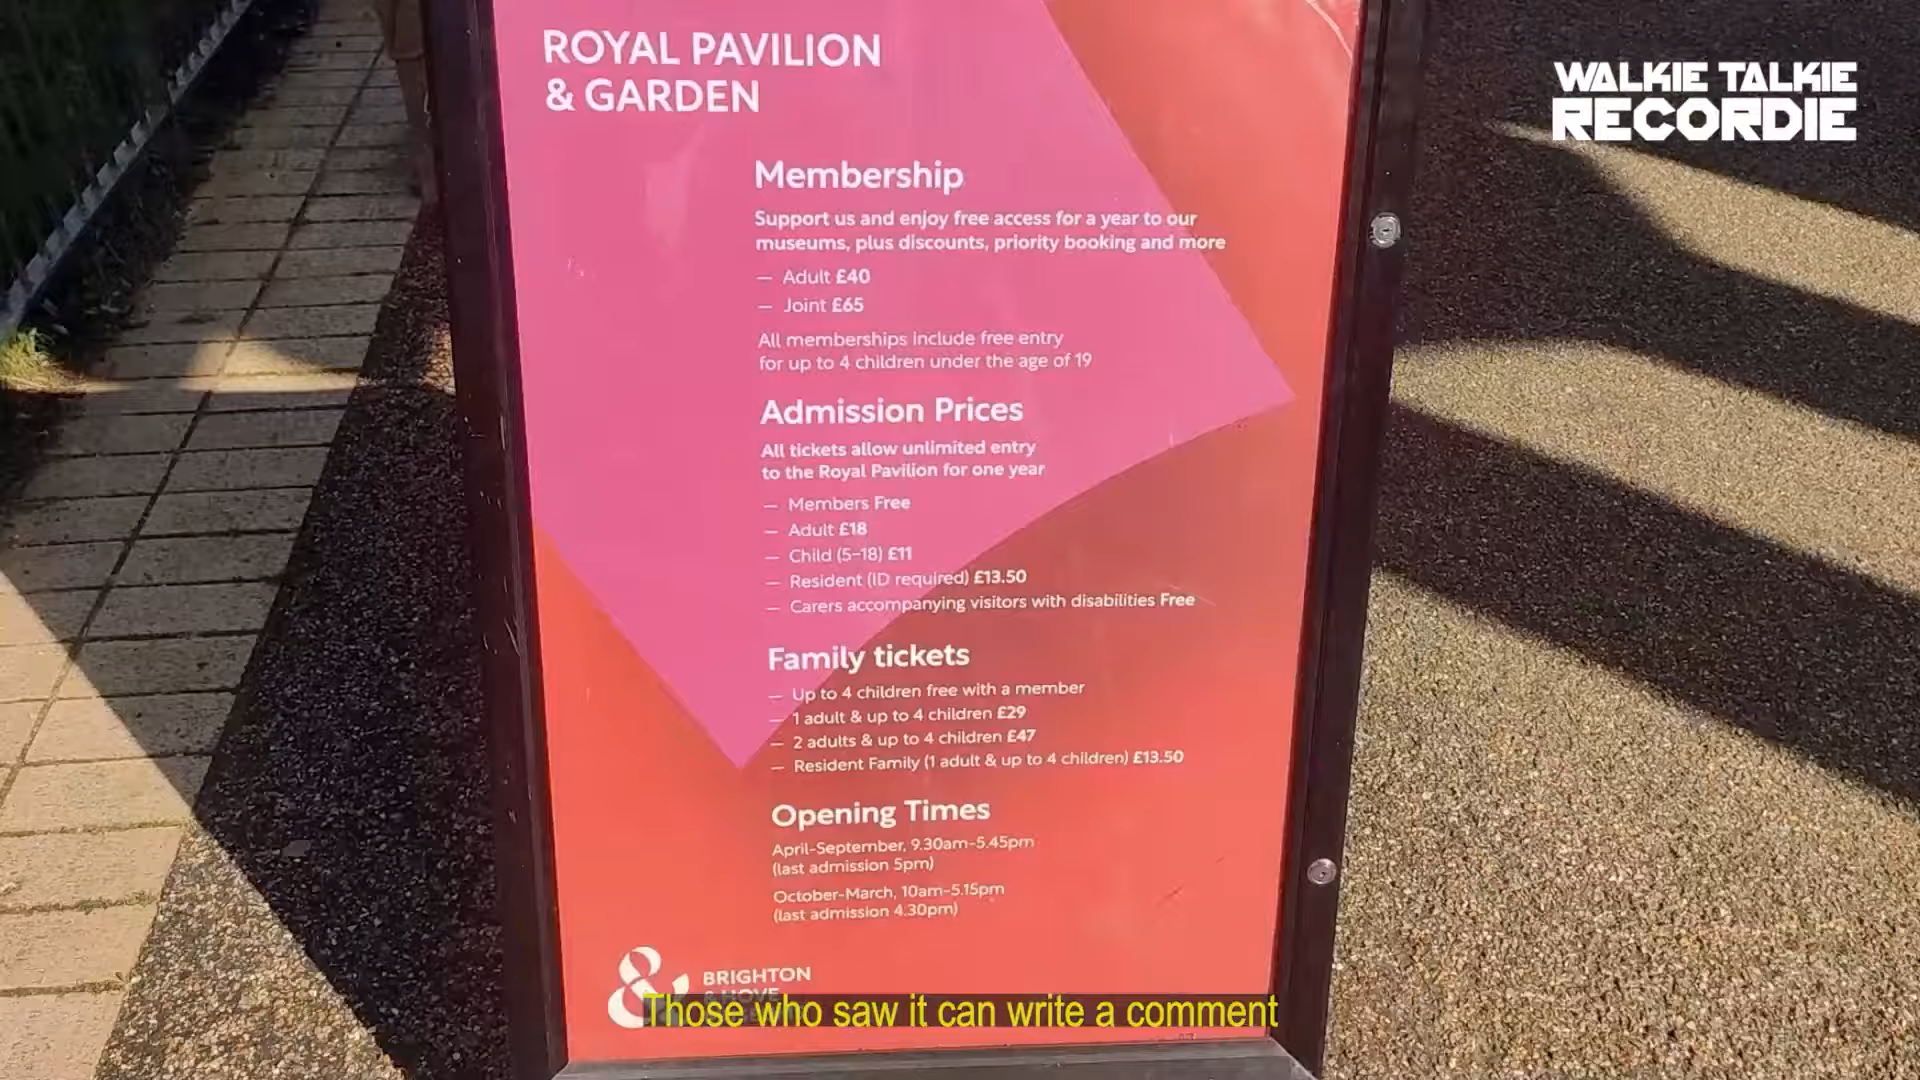 ROYAL PAVILION
& GARDEN
WALKIE TALKIE
RECORDIE
Membership
Support us and enjoy free access for a year to our
museums, plus discounts, priority booking and more
— Adult £40
— Joint £65
All memberships include free entry
for up to 4 children under the age of 19
Admission Prices
All tickets allow unlimited entry
to the Royal Pavilion for one year
— Members Free
— Adult £18
— Child (5–18) £11
— Resident (ID required) £13.50
— Carers accompanying visitors with disabilities Free
Family tickets
— Up to 4 children free with a member
— 1 adult & up to 4 children £29
— 2 adults & up to 4 children £47
— Resident Family (1 adult & up to 4 children) £13.50
Opening Times
April-September, 9.30am-5.45pm
(last admission 5pm)
October-March, 10am-5.15pm
(last admission 4.30pm)
&
BRIGHTON
& HOVE
Those who saw it can write a comment